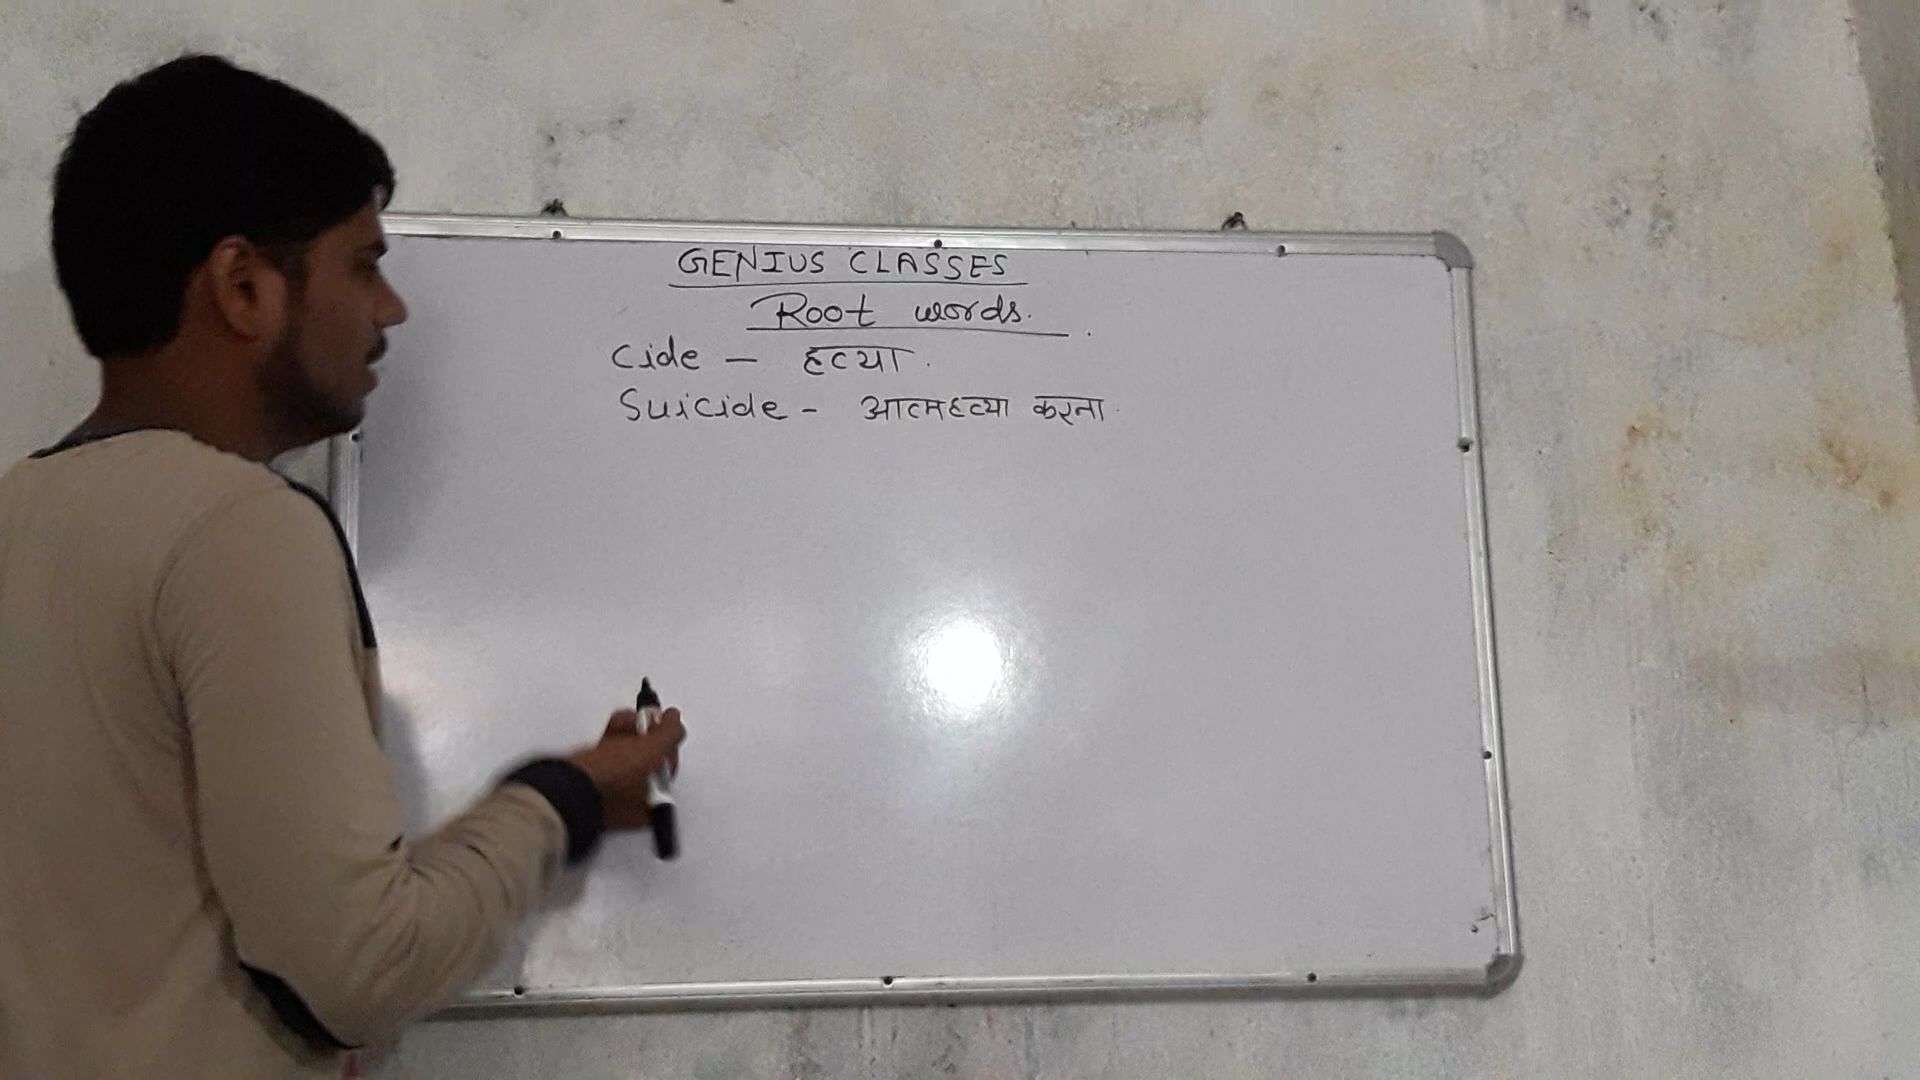 GENIUS CLASSES
Root words.
Cide – हत्या.
Suicide - आत्महत्या करना.